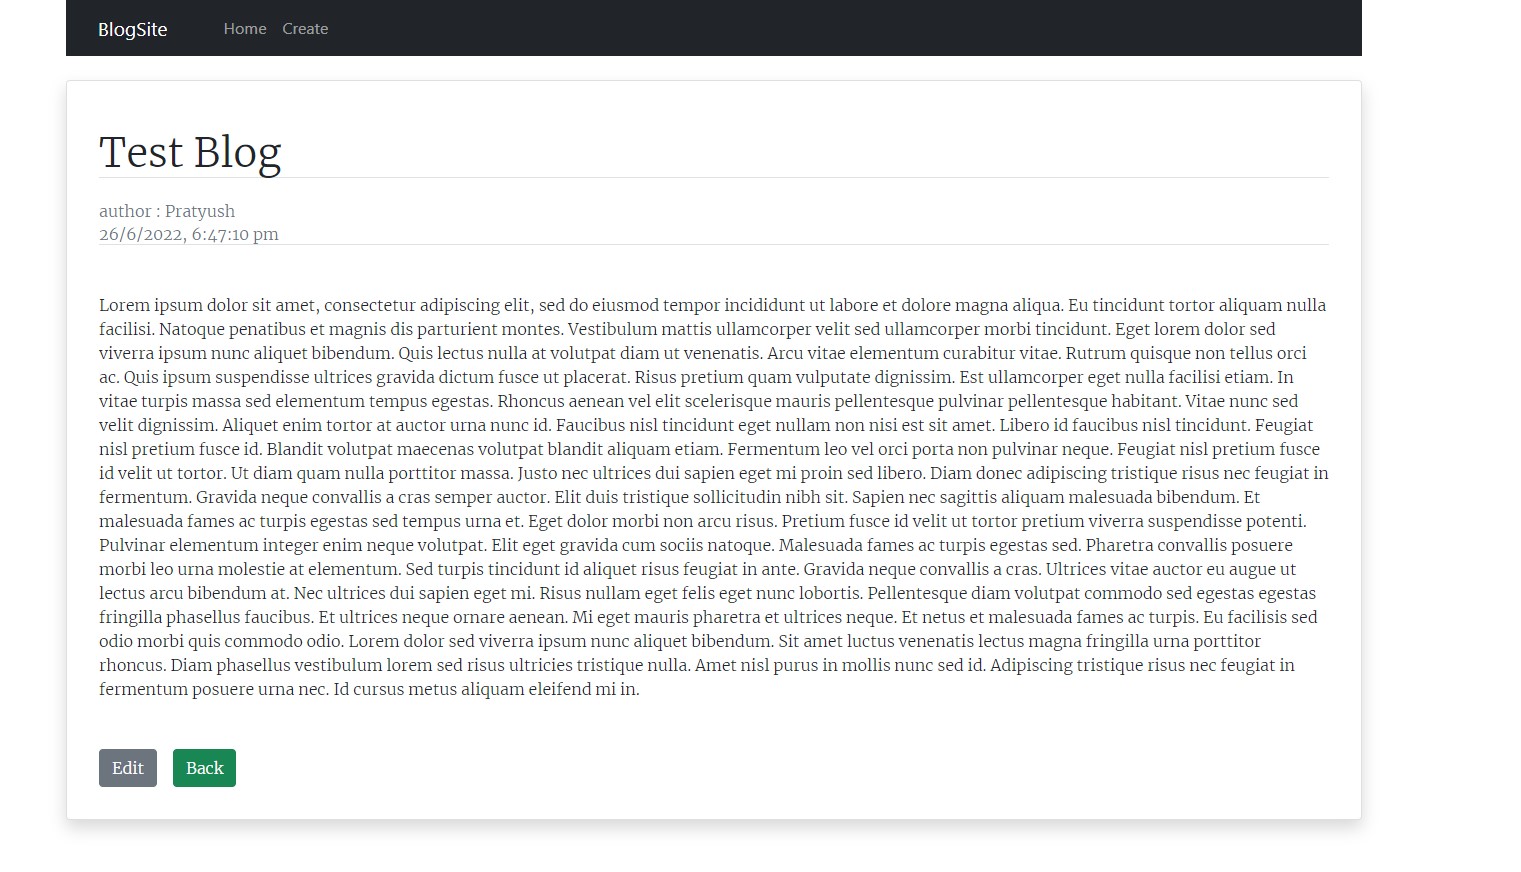 BlogSite Home Create
Test Blog
author : Pratyush
26/6/2022, 6:47:10 pm
Lorem ipsum dolor sit amet, consectetur adipiscing elit, sed do eiusmod tempor incididunt ut labore et dolore magna aliqua. Eu tincidunt tortor aliquam nulla
facilisi. Natoque penatibus et magnis dis parturient montes. Vestibulum mattis ullamcorper velit sed ullamcorper morbi tincidunt. Eget lorem dolor sed
viverra ipsum nunc aliquet bibendum. Quis lectus nulla at volutpat diam ut venenatis. Arcu vitae elementum curabitur vitae. Rutrum quisque non tellus orci
ac. Quis ipsum suspendisse ultrices gravida dictum fusce ut placerat. Risus pretium quam vulputate dignissim. Est ullamcorper eget nulla facilisi etiam. In
vitae turpis massa sed elementum tempus egestas. Rhoncus aenean vel elit scelerisque mauris pellentesque pulvinar pellentesque habitant. Vitae nunc sed
velit dignissim. Aliquet enim tortor at auctor urna nunc id. Faucibus nisl tincidunt eget nullam non nisi est sit amet. Libero id faucibus nisl tincidunt. Feugiat
nisl pretium fusce id. Blandit volutpat maecenas volutpat blandit aliquam etiam. Fermentum leo vel orci porta non pulvinar neque. Feugiat nisl pretium fusce
id velit ut tortor. Ut diam quam nulla porttitor massa. Justo nec ultrices dui sapien eget mi proin sed libero. Diam donec adipiscing tristique risus nec feugiat in
fermentum. Gravida neque convallis a cras semper auctor. Elit duis tristique sollicitudin nibh sit. Sapien nec sagittis aliquam malesuada bibendum. Et
malesuada fames ac turpis egestas sed tempus urna et. Eget dolor morbi non arcu risus. Pretium fusce id velit ut tortor pretium viverra suspendisse potenti.
Pulvinar elementum integer enim neque volutpat. Elit eget gravida cum sociis natoque. Malesuada fames ac turpis egestas sed. Pharetra convallis posuere
morbi leo urna molestie at elementum. Sed turpis tincidunt id aliquet risus feugiat in ante. Gravida neque convallis a cras. Ultrices vitae auctor eu augue ut
lectus arcu bibendum at. Nec ultrices dui sapien eget mi. Risus nullam eget felis eget nunc lobortis. Pellentesque diam volutpat commodo sed egestas egestas
fringilla phasellus faucibus. Et ultrices neque ornare aenean. Mi eget mauris pharetra et ultrices neque. Et netus et malesuada fames ac turpis. Eu facilisis sed
odio morbi quis commodo odio. Lorem dolor sed viverra ipsum nunc aliquet bibendum. Sit amet luctus venenatis lectus magna fringilla urna porttitor
rhoncus. Diam phasellus vestibulum lorem sed risus ultricies tristique nulla. Amet nisl purus in mollis nunc sed id. Adipiscing tristique risus nec feugiat in
fermentum posuere urna nec. Id cursus metus aliquam eleifend mi in.
Edit Back